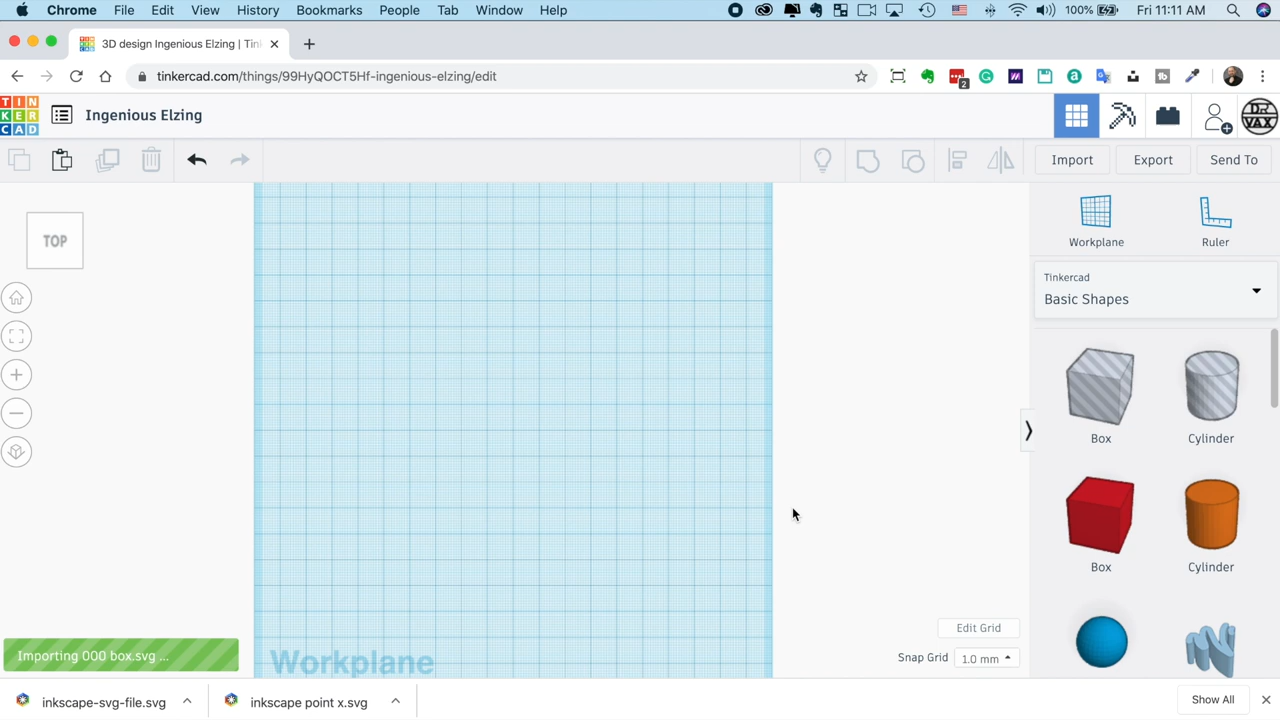 Chrome File Edit View History Bookmarks People Tab Window Help 100% Fri 11:11 AM
3D design Ingenious Elzing | Tin
tinkercad.com/things/99HyQOCT5Hf-ingenious-elzing/edit
2
TIN
KER
CAD
Ingenious Elzing
DR
VAX
Import Export Send To
TOP
Workplane Ruler
Tinkercad
Basic Shapes
Box Cylinder
Box Cylinder
Edit Grid
Snap Grid 1.0 mm
Importing 000 box.svg ...
Workplane
inkscape-svg-file.svg inkscape point x.svg Show All